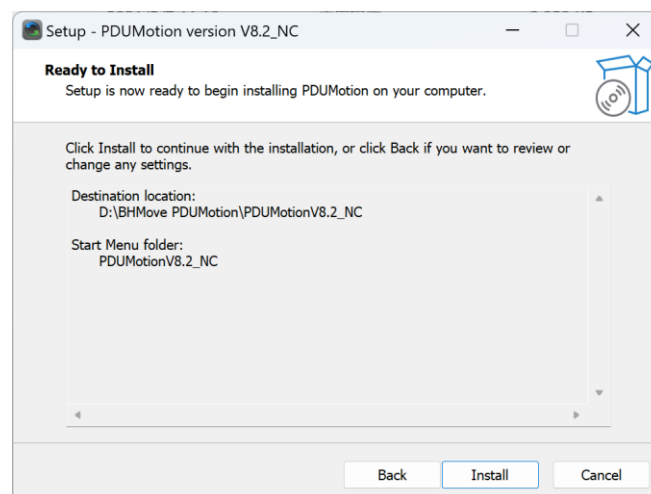 Setup - PDUMotion version V8.2_NC
Ready to Install
Setup is now ready to begin installing PDUMotion on your computer.
Click Install to continue with the installation, or click Back if you want to review or
change any settings.
Destination location:
D:\BHMove PDUMotion\PDUMotionV8.2_NC
Start Menu folder:
PDUMotionV8.2_NC
Back
Install
Cancel